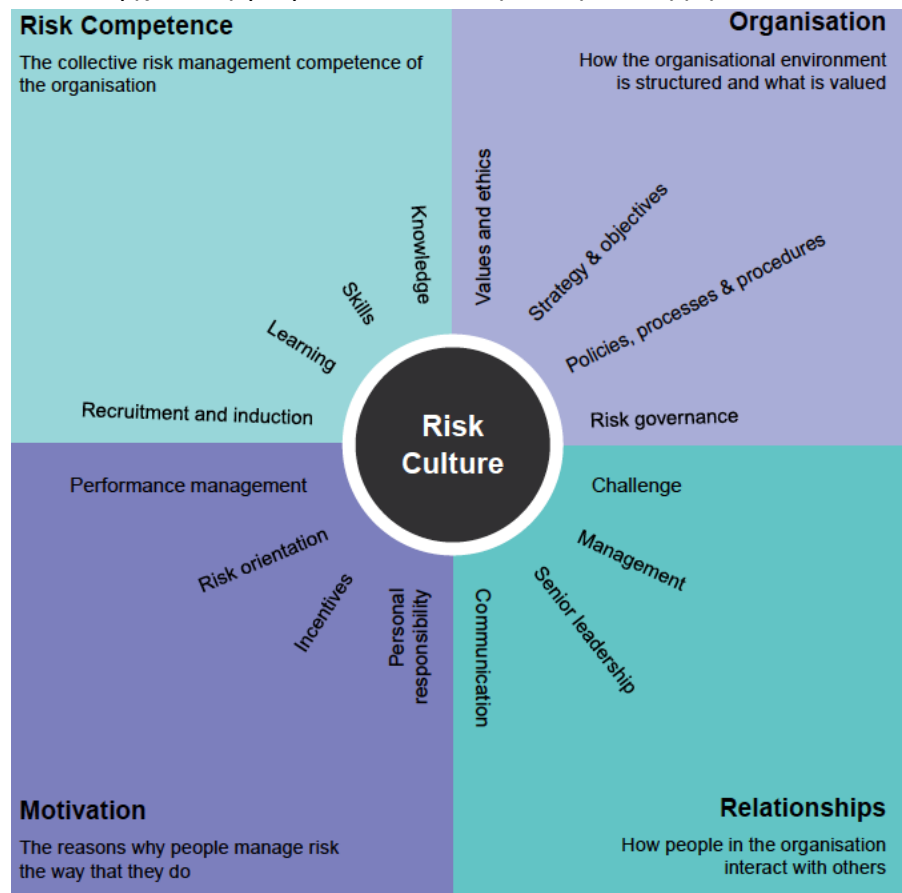 Risk Competence
The collective risk management competence of
the organisation
Organisation
How the organisational environment
is structured and what is valued
Knowledge
Skills
Learning
Recruitment and induction
Values and ethics
Strategy & objectives
Policies, processes & procedures
Risk governance
Risk
Culture
Performance management
Risk orientation
Incentives
Personal
responsibility
Challenge
Management
Senior leadership
Communication
Motivation
The reasons why people manage risk
the way that they do
Relationships
How people in the organisation
interact with others